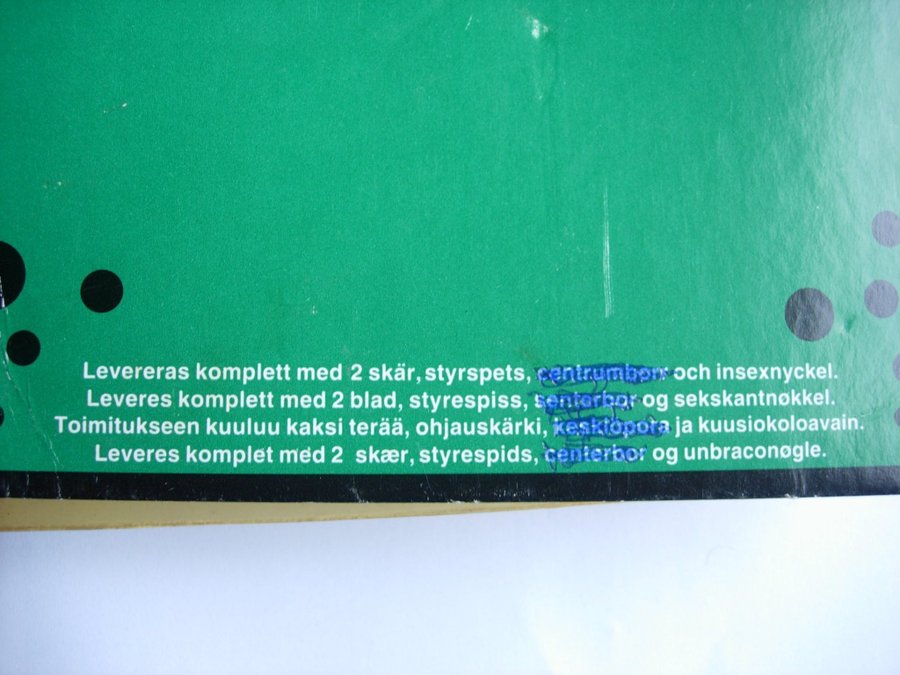 Levereras komplett med 2 skär, styrspets, centrumborr och insexnyckel.
Leveres komplett med 2 blad, styrespiss, senterbor og sekskantnøkkel.
Toimitukseen kuuluu kaksi terää, ohjauskärki, keskiöpora ja kuusiokoloavain.
Leveres komplet med 2 skær, styrespids, centerbor og unbraconøgle.